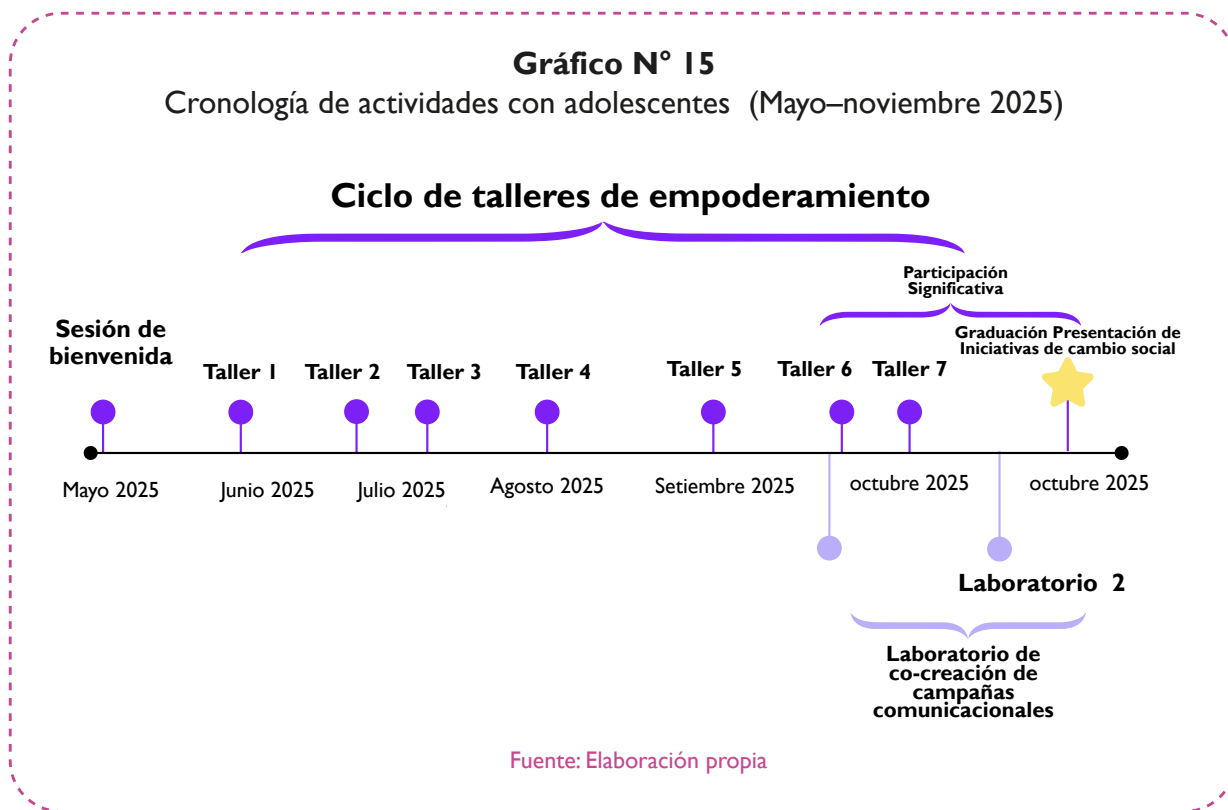 Gráfico N° 15
Cronología de actividades con adolescentes (Mayo–noviembre 2025)
Ciclo de talleres de empoderamiento
Participación
Significativa
Graduación Presentación de
Iniciativas de cambio social
Sesión de
bienvenida
Taller 1
Taller 2
Taller 3
Taller 4
Taller 5
Taller 6
Taller 7
Mayo 2025
Junio 2025
Julio 2025
Agosto 2025
Setiembre 2025
octubre 2025
octubre 2025
Laboratorio 2
Laboratorio de
co-creación de
campañas
comunicacionales
Fuente: Elaboración propia